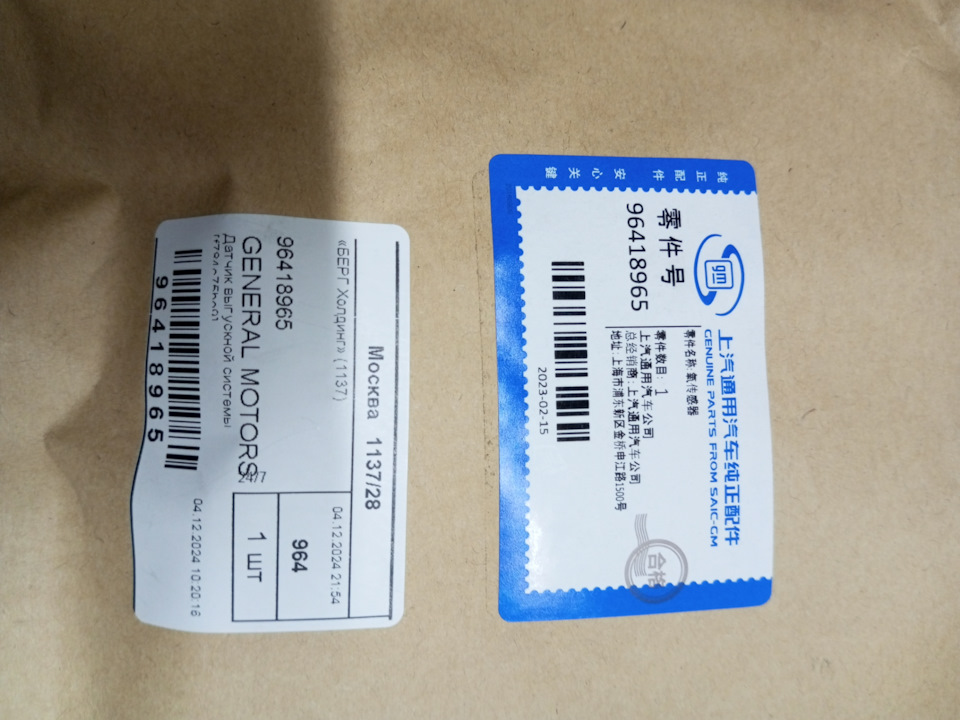 Москва 1137/28
«БЕРГ Холдинг» (1137)
04.12.2024 21:54
96418965
964
GENERAL MOTORS
24/7
1 ШТ
Датчик выпускной системы
96418965
04.12.2024 10:20:16
纯正配件 安心关键
gm
上汽通用汽车纯正配件
GENUINE PARTS FROM SAIC-GM
零件号
96418965
零件名称:氧传感器
零件数目: 1
上汽通用汽车公司
总经销商:上汽通用汽车公司
地址:上海市浦东新区金桥申江路1500号
2023-02-15
合格